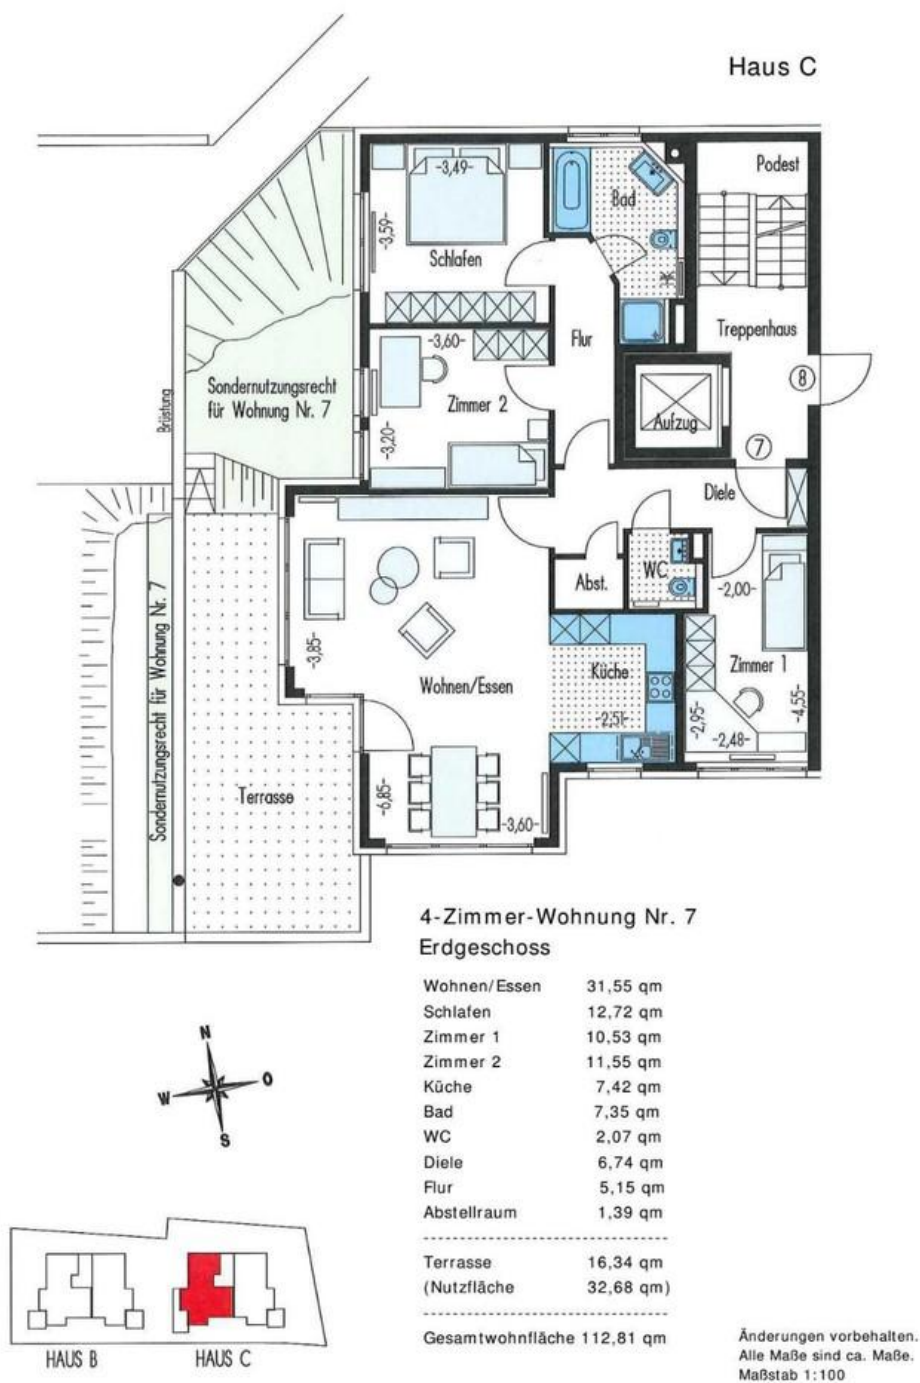 Haus C
Podest
-3,49-
Bad
-3,59-
Schlafen
Treppenhaus
Flur
-3,60-
Sondernutzungsrecht
für Wohnung Nr. 7
Zimmer 2
8
Brüstung
Aufzug
-3,20-
7
Diele
WC
Abst.
-2,00-
Sondernutzungsrecht für Wohnung Nr. 7
-3,85-
Küche
Zimmer 1
Wohnen/Essen
-2,51-
-2,95-
-4,55-
-2,48-
Terrasse
-6,85-
-3,60-
4-Zimmer-Wohnung Nr. 7
Erdgeschoss
Wohnen/Essen 31,55 qm
Schlafen 12,72 qm
Zimmer 1 10,53 qm
Zimmer 2 11,55 qm
Küche 7,42 qm
Bad 7,35 qm
WC 2,07 qm
Diele 6,74 qm
Flur 5,15 qm
Abstellraum 1,39 qm
Terrasse 16,34 qm
(Nutzfläche 32,68 qm)
Gesamtwohnfläche 112,81 qm
N
O
W
S
HAUS B
HAUS C
Änderungen vorbehalten.
Alle Maße sind ca. Maße.
Maßstab 1:100